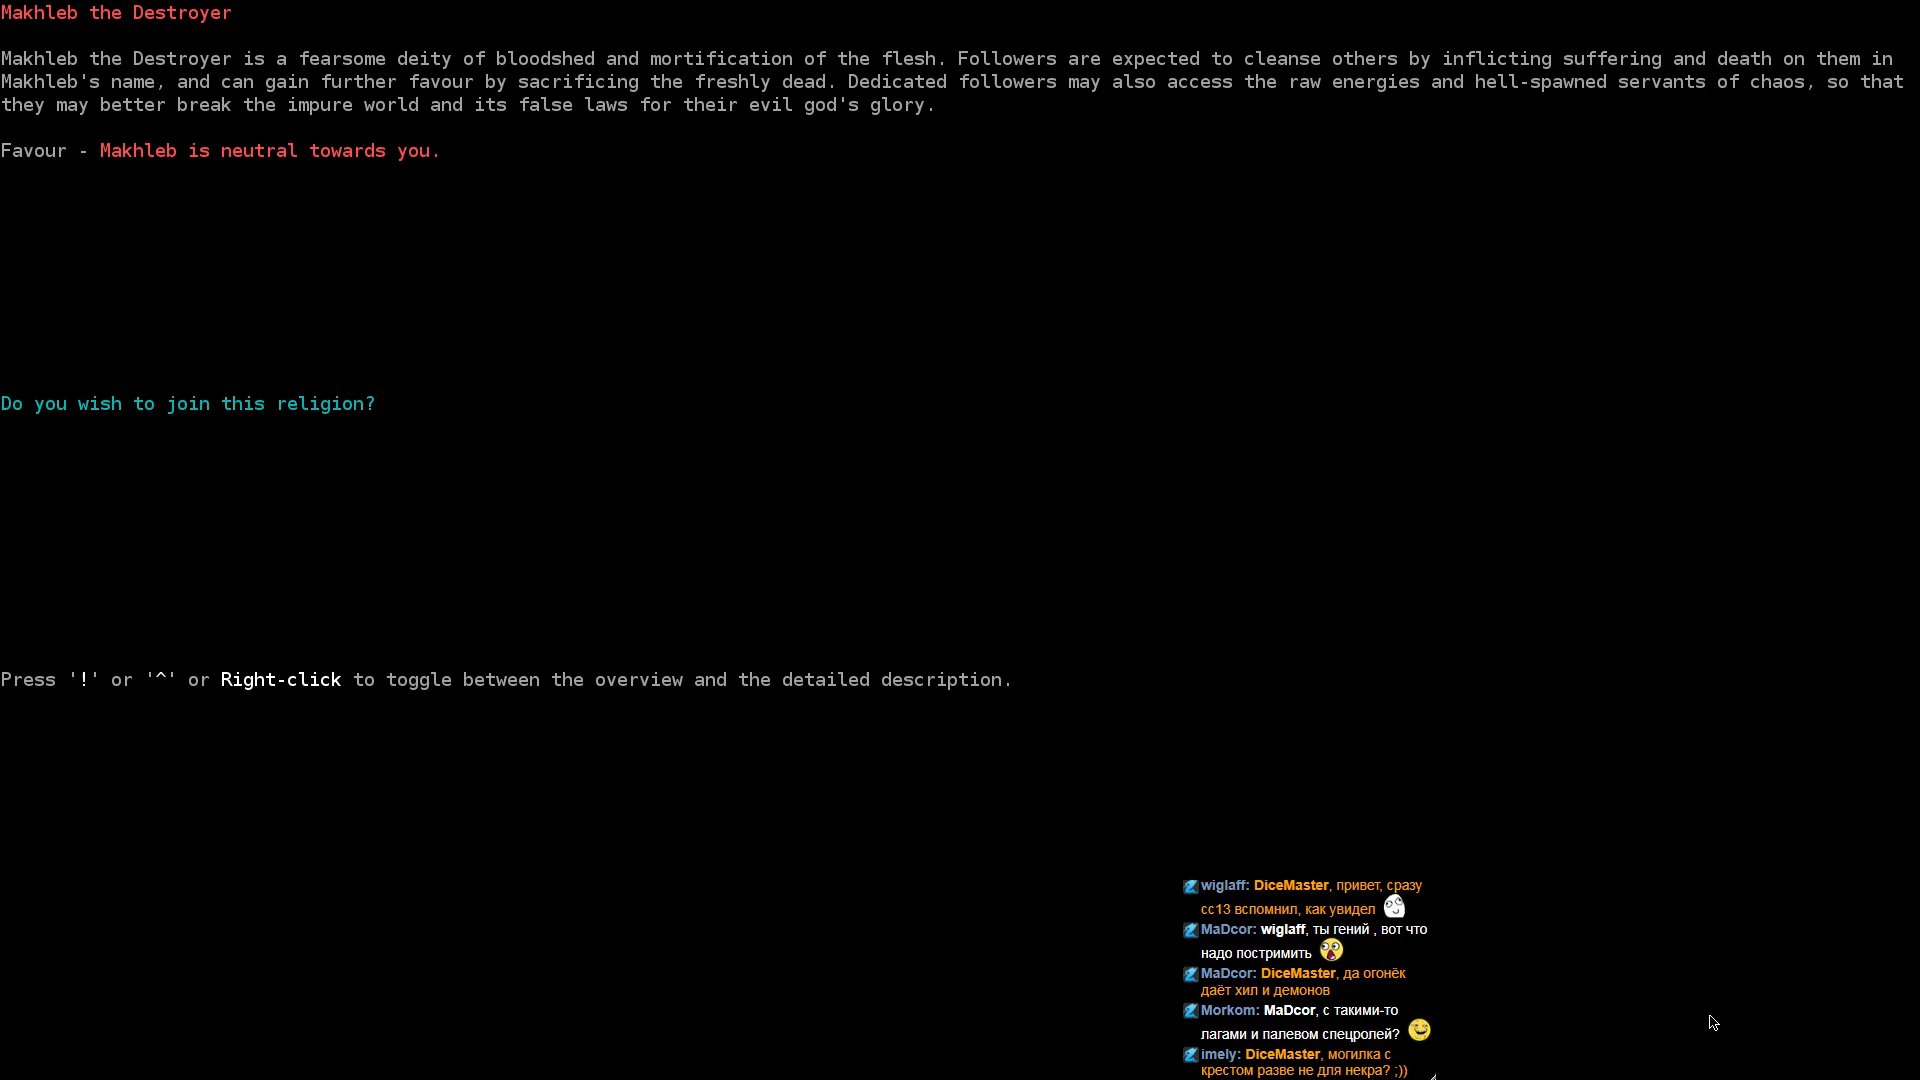 Makhleb the Destroyer
Makhleb the Destroyer is a fearsome deity of bloodshed and mortification of the flesh. Followers are expected to cleanse others by inflicting suffering and death on them in
Makhleb's name, and can gain further favour by sacrificing the freshly dead. Dedicated followers may also access the raw energies and hell-spawned servants of chaos, so that
they may better break the impure world and its false laws for their evil god's glory.
Favour - Makhleb is neutral towards you.
Do you wish to join this religion?
Press '!' or '^' or Right-click to toggle between the overview and the detailed description.
wiglaff: DiceMaster, привет, сразу
сс13 вспомнил, как увидел
MaDcor: wiglaff, ты гений , вот что
надо постримить
MaDcor: DiceMaster, да огонёк
даёт хил и демонов
Morkom: MaDcor, с такими-то
лагами и палевом спецролей?
imely: DiceMaster, могилка с
крестом разве не для некра? ;))